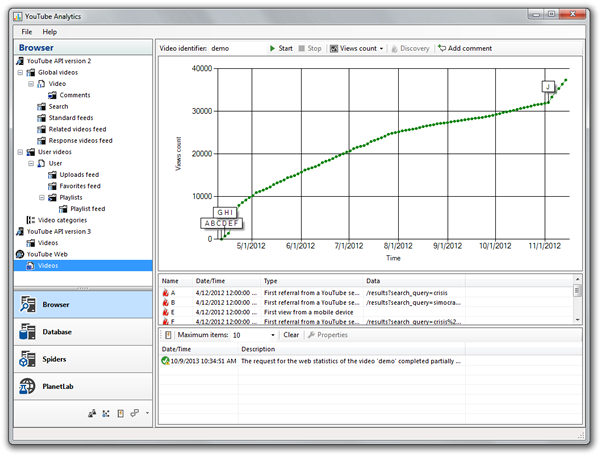 YouTube Analytics
File Help
Browser
YouTube API version 2
Global videos
Video
Comments
Search
Standard feeds
Related videos feed
Response videos feed
User videos
User
Uploads feed
Favorites feed
Playlists
Playlist feed
Video categories
YouTube API version 3
Videos
YouTube Web
Videos
Browser
Database
Spiders
PlanetLab
Video identifier: demo Start Stop Views count Discovery Add comment
40000
30000
20000
10000
0
Views count
J
G H I
A B C D E F
5/1/2012 6/1/2012 7/1/2012 8/1/2012 9/1/2012 10/1/2012 11/1/2012
Time
Name Date/Time Type Data
A 4/12/2012 12:00:00 ... First referral from a YouTube se... /results?search_query=crisis
B 4/12/2012 12:00:00 ... First referral from a YouTube se... /results?search_query=simocra...
E 4/12/2012 12:00:00 ... First view from a mobile device
F 4/12/2012 12:00:00 ... First referral from a YouTube se... /results?search_query=crisis%2...
Maximum items: 10 Clear Properties
Date/Time Description
10/9/2013 10:34:51 AM The request for the web statistics of the video 'demo' completed partially ...